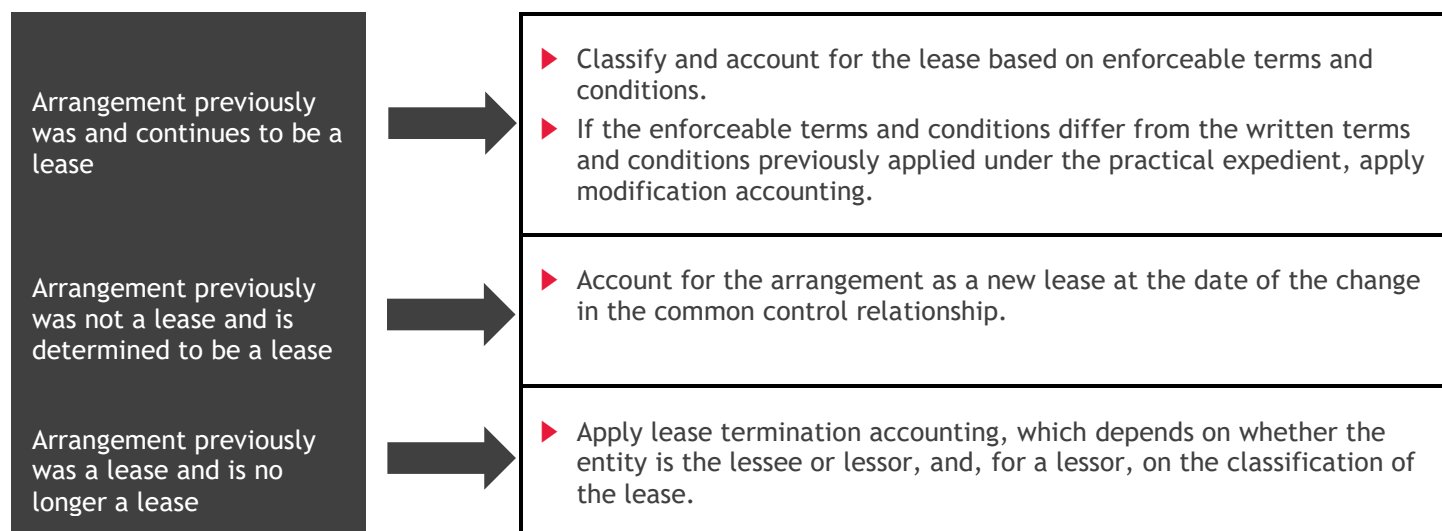 Arrangement previously
was and continues to be a
lease
Classify and account for the lease based on enforceable terms and
conditions.
If the enforceable terms and conditions differ from the written terms
and conditions previously applied under the practical expedient, apply
modification accounting.
Arrangement previously
was not a lease and is
determined to be a lease
Account for the arrangement as a new lease at the date of the change
in the common control relationship.
Arrangement previously
was a lease and is no
longer a lease
Apply lease termination accounting, which depends on whether the
entity is the lessee or lessor, and, for a lessor, on the classification of
the lease.